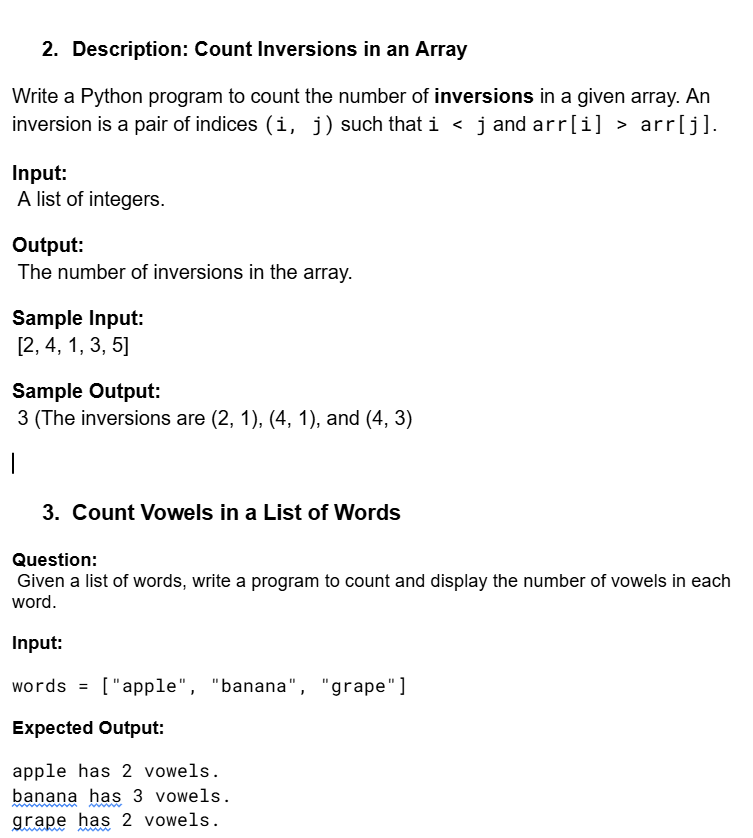 2. Description: Count Inversions in an Array
Write a Python program to count the number of inversions in a given array. An
inversion is a pair of indices (i, j) such that i < j and arr[i] > arr[j].
Input:
A list of integers.
Output:
The number of inversions in the array.
Sample Input:
[2, 4, 1, 3, 5]
Sample Output:
3 (The inversions are (2, 1), (4, 1), and (4, 3)
3. Count Vowels in a List of Words
Question:
Given a list of words, write a program to count and display the number of vowels in each
word.
Input:
words = ["apple", "banana", "grape"]
Expected Output:
apple has 2 vowels.
banana has 3 vowels.
grape has 2 vowels.